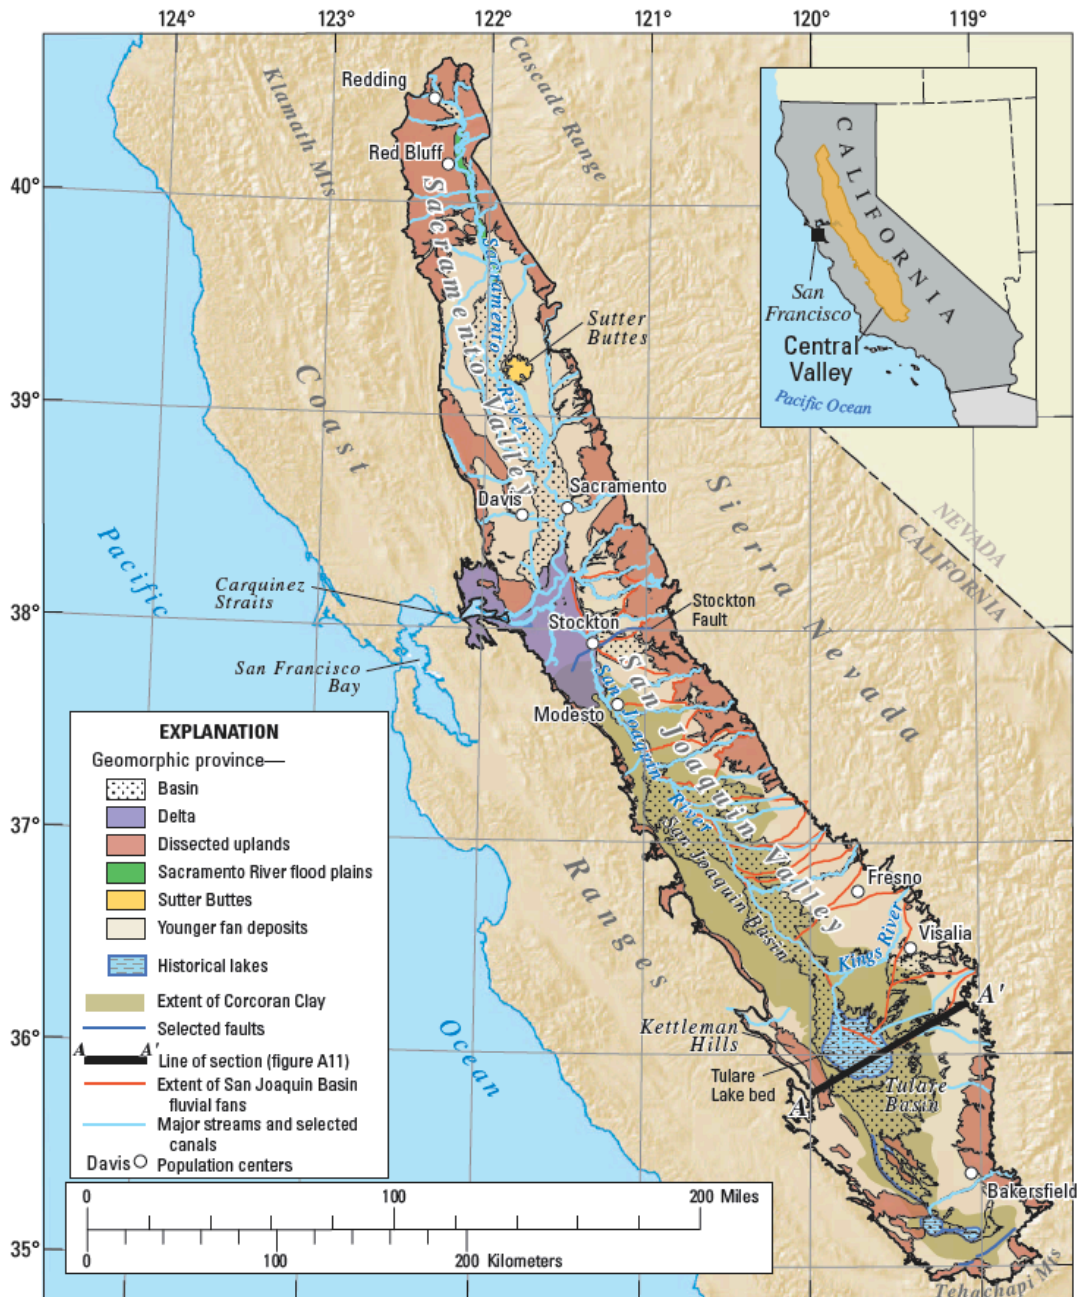 124°
123°
122°
121°
120°
119°
40°
39°
38°
37°
36°
35°
Redding
Red Bluff
Klamath Mts
Cascade Range
Sacramento Valley
Sacramento River
Sutter
Buttes
Coast Ranges
Davis
Sacramento
Sierra Nevada
NEVADA
CALIFORNIA
Pacific Ocean
Carquinez
Straits
San Francisco
Bay
Stockton
Stockton
Fault
Modesto
San Joaquin Valley
San Joaquin River
San Joaquin Basin
Fresno
Kings River
Visalia
A'
Kettleman
Hills
Tulare
Lake bed
A
Tulare
Basin
Bakersfield
Tehachapi Mts
CALIFORNIA
San
Francisco
Central
Valley
Pacific Ocean
EXPLANATION
Geomorphic province—
Basin
Delta
Dissected uplands
Sacramento River flood plains
Sutter Buttes
Younger fan deposits
Historical lakes
Extent of Corcoran Clay
Selected faults
A A' Line of section (figure A11)
Extent of San Joaquin Basin
fluvial fans
Major streams and selected
canals
Davis Population centers
0 100 200 Miles
0 100 200 Kilometers